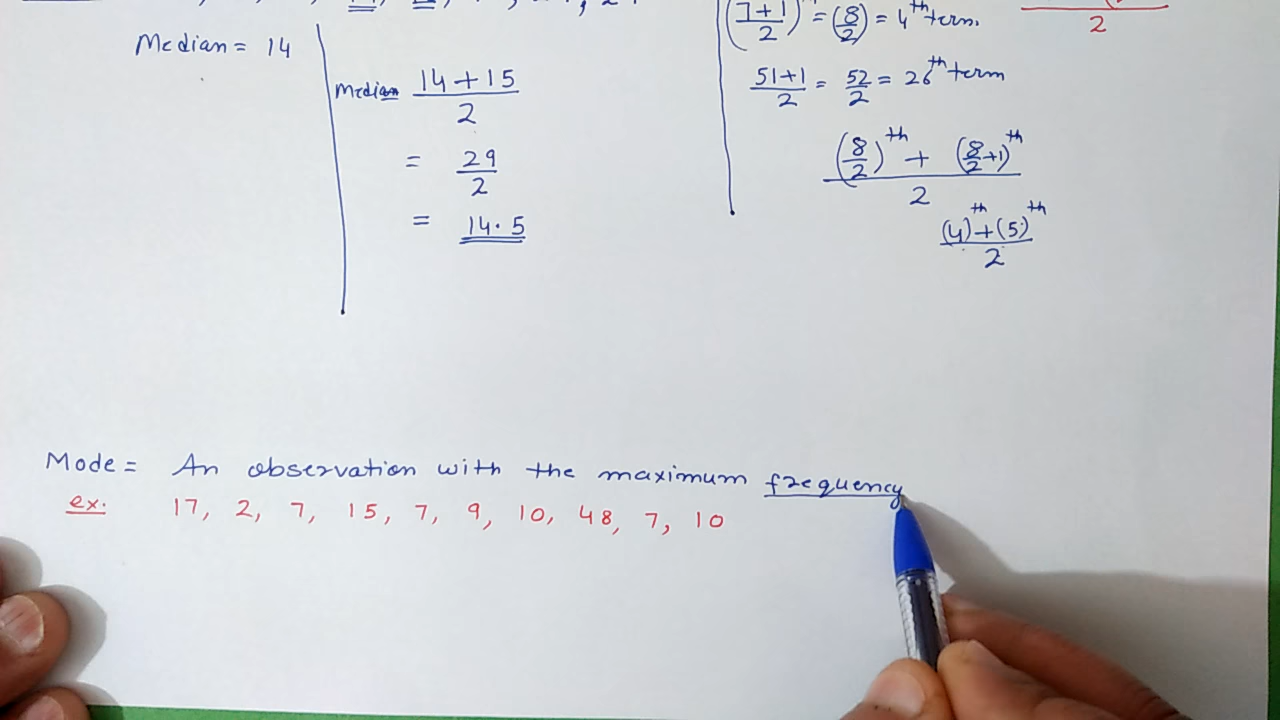 Median = 14
Median 14 + 15 / 2
= 29 / 2
= 14.5
(7+1 / 2)th = (8/2) = 4th term.
51+1 / 2 = 52 / 2 = 26th term
(8/2)th + (8/2+1)th / 2
(4)th + (5)th / 2
2
Mode = An observation with the maximum frequency
ex. 17, 2, 7, 15, 7, 9, 10, 48, 7, 10